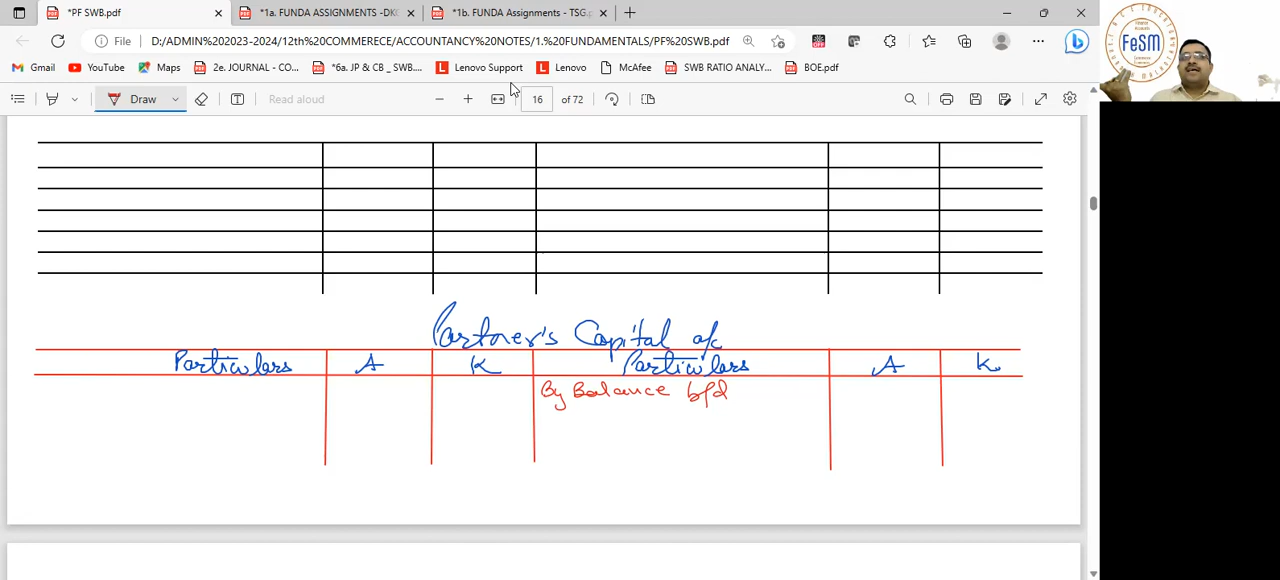 *PF SWB.pdf
*1a. FUNDA ASSIGNMENTS -DK
*1b. FUNDA Assignments - TSG.p
File D:/ADMIN%202023-2024/12th%20COMMERECE/ACCOUNTANCE%20NOTES/1.%20FUNDAMENTALS/PF%20SWB.pdf
Gmail YouTube Maps 2e. JOURNAL - CO... *6a. JP & CB _ SWB.... Lenovo Support Lenovo McAfee SWB RATIO ANALY... BOE.pdf
Draw Read aloud 16 of 72
FeSM
Partner's Capital a/c
Particulars A K Particulars A K
By Balance b/d